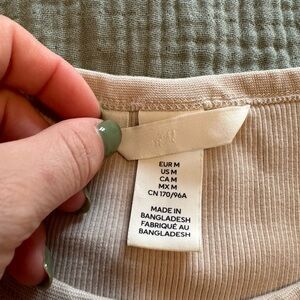 EUR M
US M
CA M
MX M
CN 170/96A
MADE IN
BANGLADESH
FABRIQUÉ AU
BANGLADESH